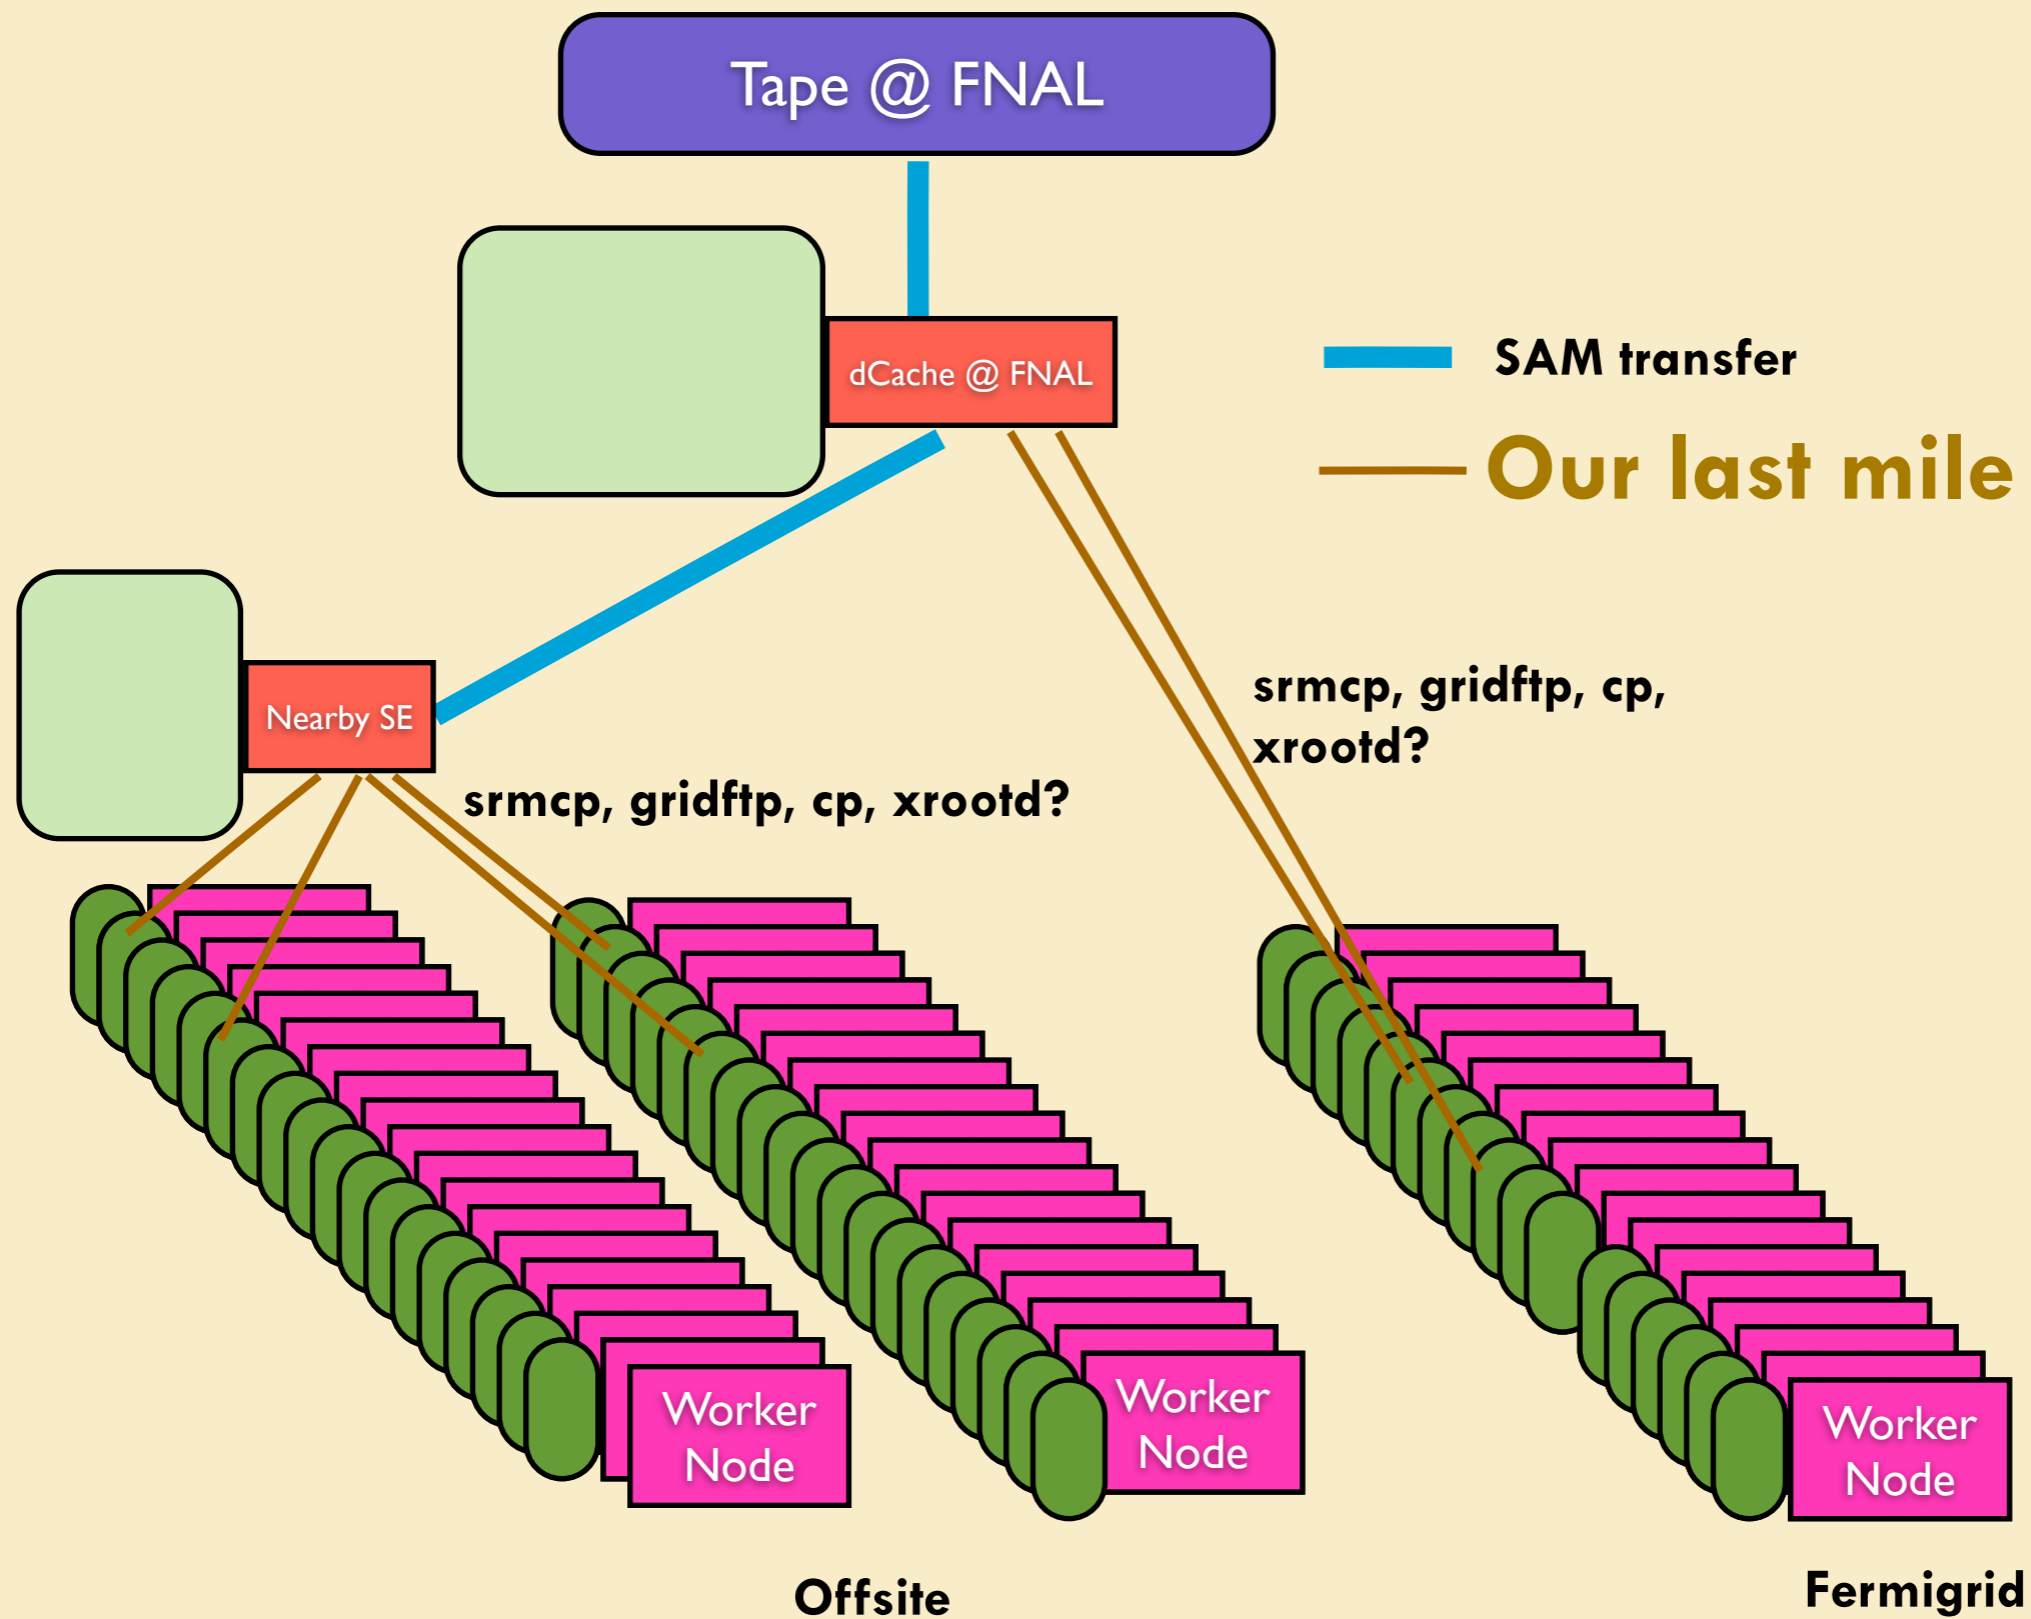 Tape @ FNAL
dCache @ FNAL
SAM transfer
Our last mile
Nearby SE
srmcp, gridftp, cp,
xrootd?
srmcp, gridftp, cp, xrootd?
Worker
Node
Worker
Node
Worker
Node
Offsite
Fermigrid